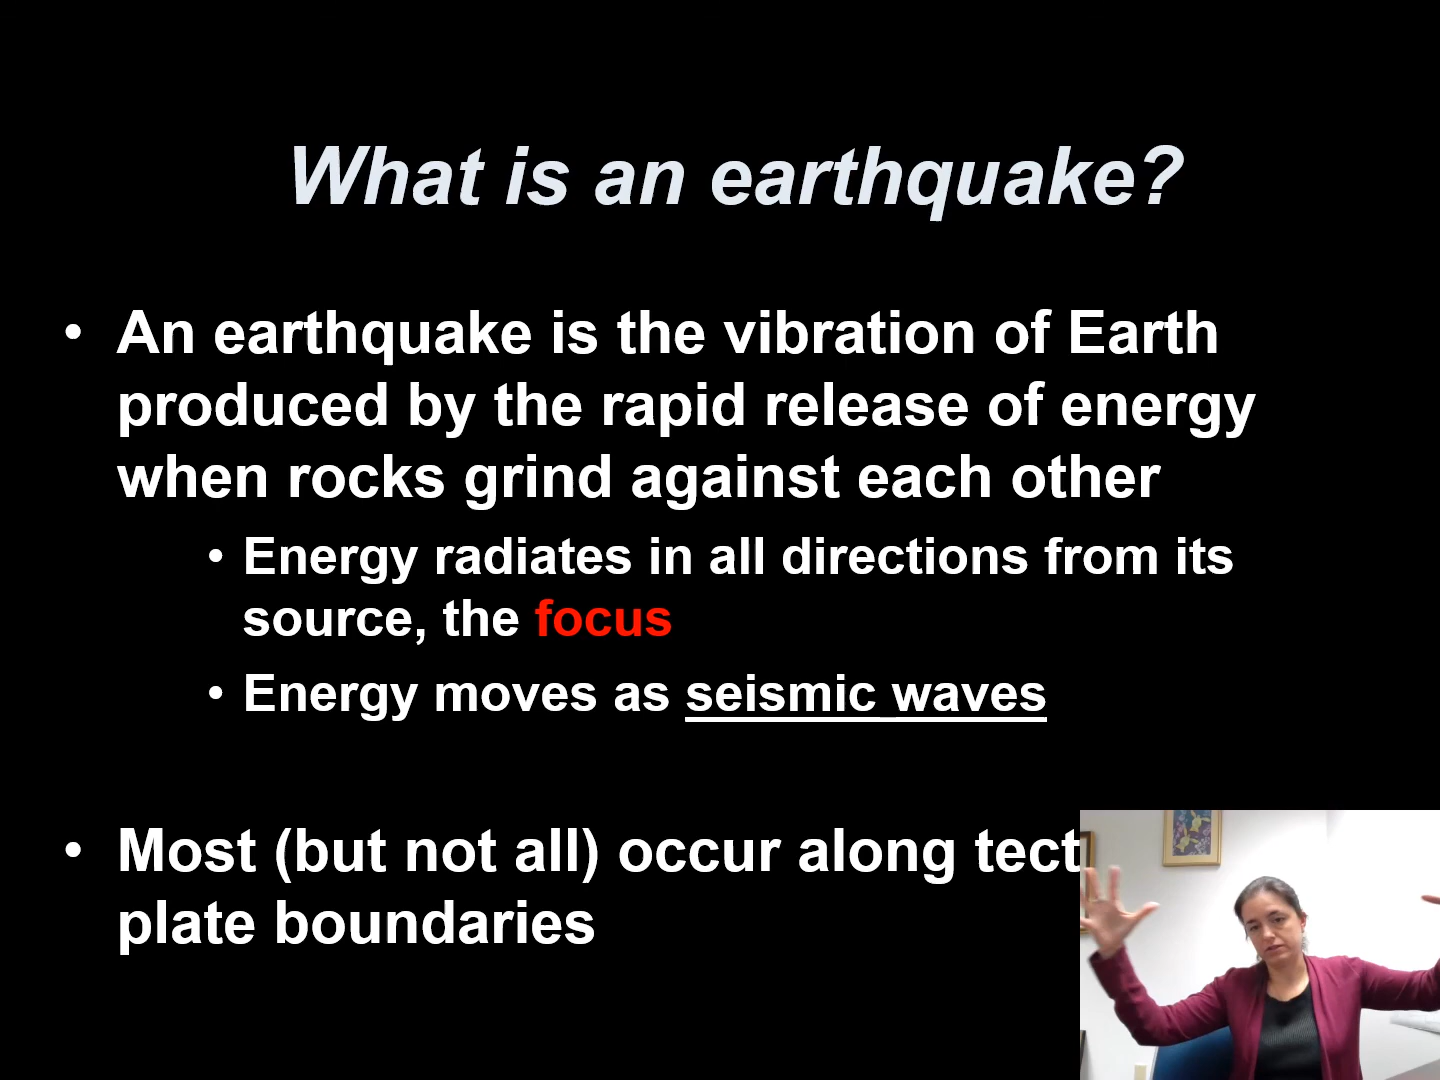 What is an earthquake?
• An earthquake is the vibration of Earth
produced by the rapid release of energy
when rocks grind against each other
• Energy radiates in all directions from its
source, the focus
• Energy moves as seismic waves
• Most (but not all) occur along tect
plate boundaries